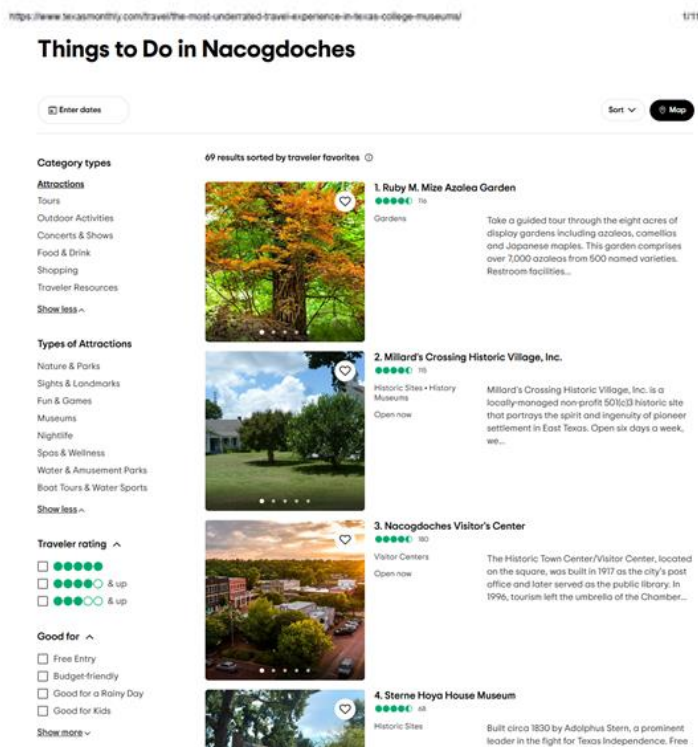 https://www.texasmonthly.com/travel/the-most-underrated-travel-experience-in-texas-college-museums/
1/11
Things to Do in Nacogdoches
Enter dates
Sort
Map
Category types
Attractions
Tours
Outdoor Activities
Concerts & Shows
Food & Drink
Shopping
Traveler Resources
Show less
Types of Attractions
Nature & Parks
Sights & Landmarks
Fun & Games
Museums
Nightlife
Spas & Wellness
Water & Amusement Parks
Boat Tours & Water Sports
Show less
Traveler rating
& up
& up
Good for
Free Entry
Budget-friendly
Good for a Rainy Day
Good for Kids
Show more
69 results sorted by traveler favorites
1. Ruby M. Mize Azalea Garden
116
Gardens
Take a guided tour through the eight acres of
display gardens including azaleas, camellias
and Japanese maples. This garden comprises
over 7,000 azaleas from 500 named varieties.
Restroom facilities...
2. Millard's Crossing Historic Village, Inc.
115
Historic Sites • History
Museums
Open now
Millard's Crossing Historic Village, Inc. is a
locally-managed non-profit 501(c)3 historic site
that portrays the spirit and ingenuity of pioneer
settlement in East Texas. Open six days a week,
we...
3. Nacogdoches Visitor's Center
180
Visitor Centers
Open now
The Historic Town Center/Visitor Center, located
on the square, was built in 1917 as the city's post
office and later served as the public library. In
1996, tourism left the umbrella of the Chamber...
4. Sterne Hoya House Museum
68
Historic Sites
Built circa 1830 by Adolphus Stern, a prominent
leader in the fight for Texas Independence. Free